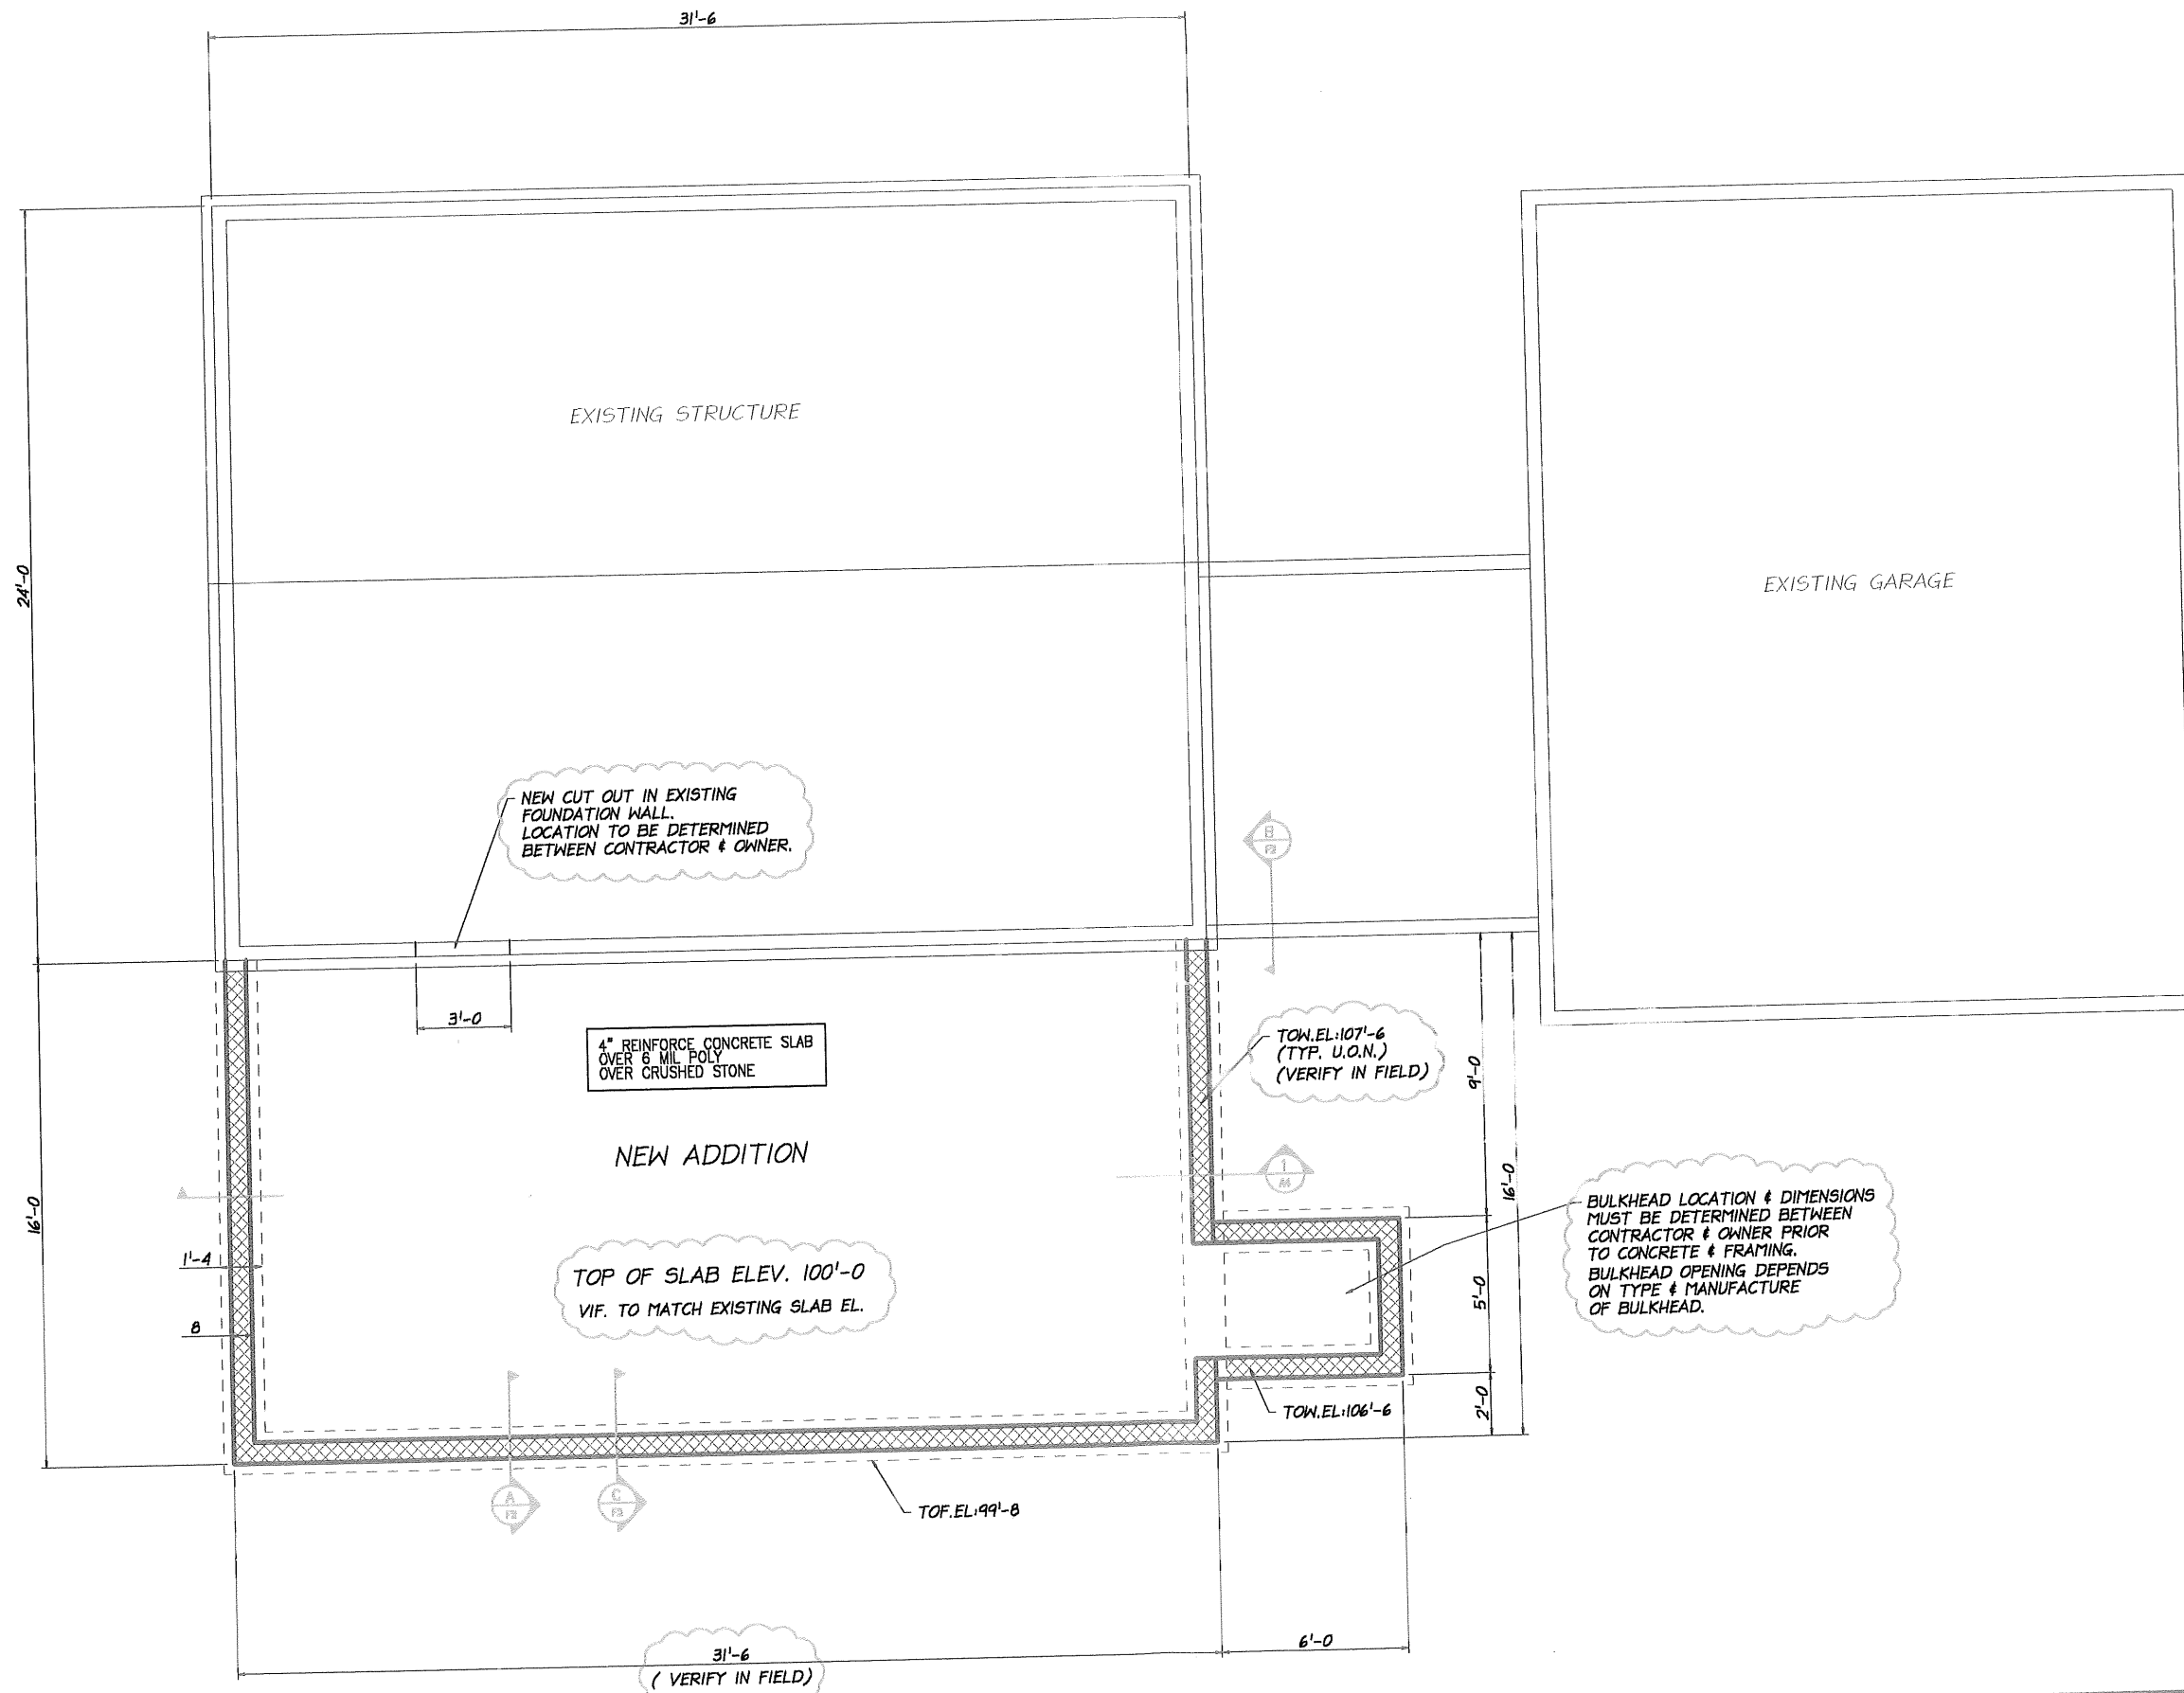 31'-6
EXISTING STRUCTURE
24'-0
EXISTING GARAGE
NEW CUT OUT IN EXISTING
FOUNDATION WALL.
LOCATION TO BE DETERMINED
BETWEEN CONTRACTOR & OWNER.
B
F2
3'-0
4" REINFORCE CONCRETE SLAB
OVER 6 MIL POLY
OVER CRUSHED STONE
TOW.EL:107'-6
(TYP. U.O.N.)
(VERIFY IN FIELD)
9'-0
NEW ADDITION
1
16'-0
16'-0
BULKHEAD LOCATION & DIMENSIONS
MUST BE DETERMINED BETWEEN
CONTRACTOR & OWNER PRIOR
TO CONCRETE & FRAMING.
BULKHEAD OPENING DEPENDS
ON TYPE & MANUFACTURE
OF BULKHEAD.
1'-4
TOP OF SLAB ELEV. 100'-0
VIF. TO MATCH EXISTING SLAB EL.
5'-0
8
TOW.EL:106'-6
2'-0
A
F2
C
F2
TOF.EL:99'-8
31'-6
( VERIFY IN FIELD)
6'-0